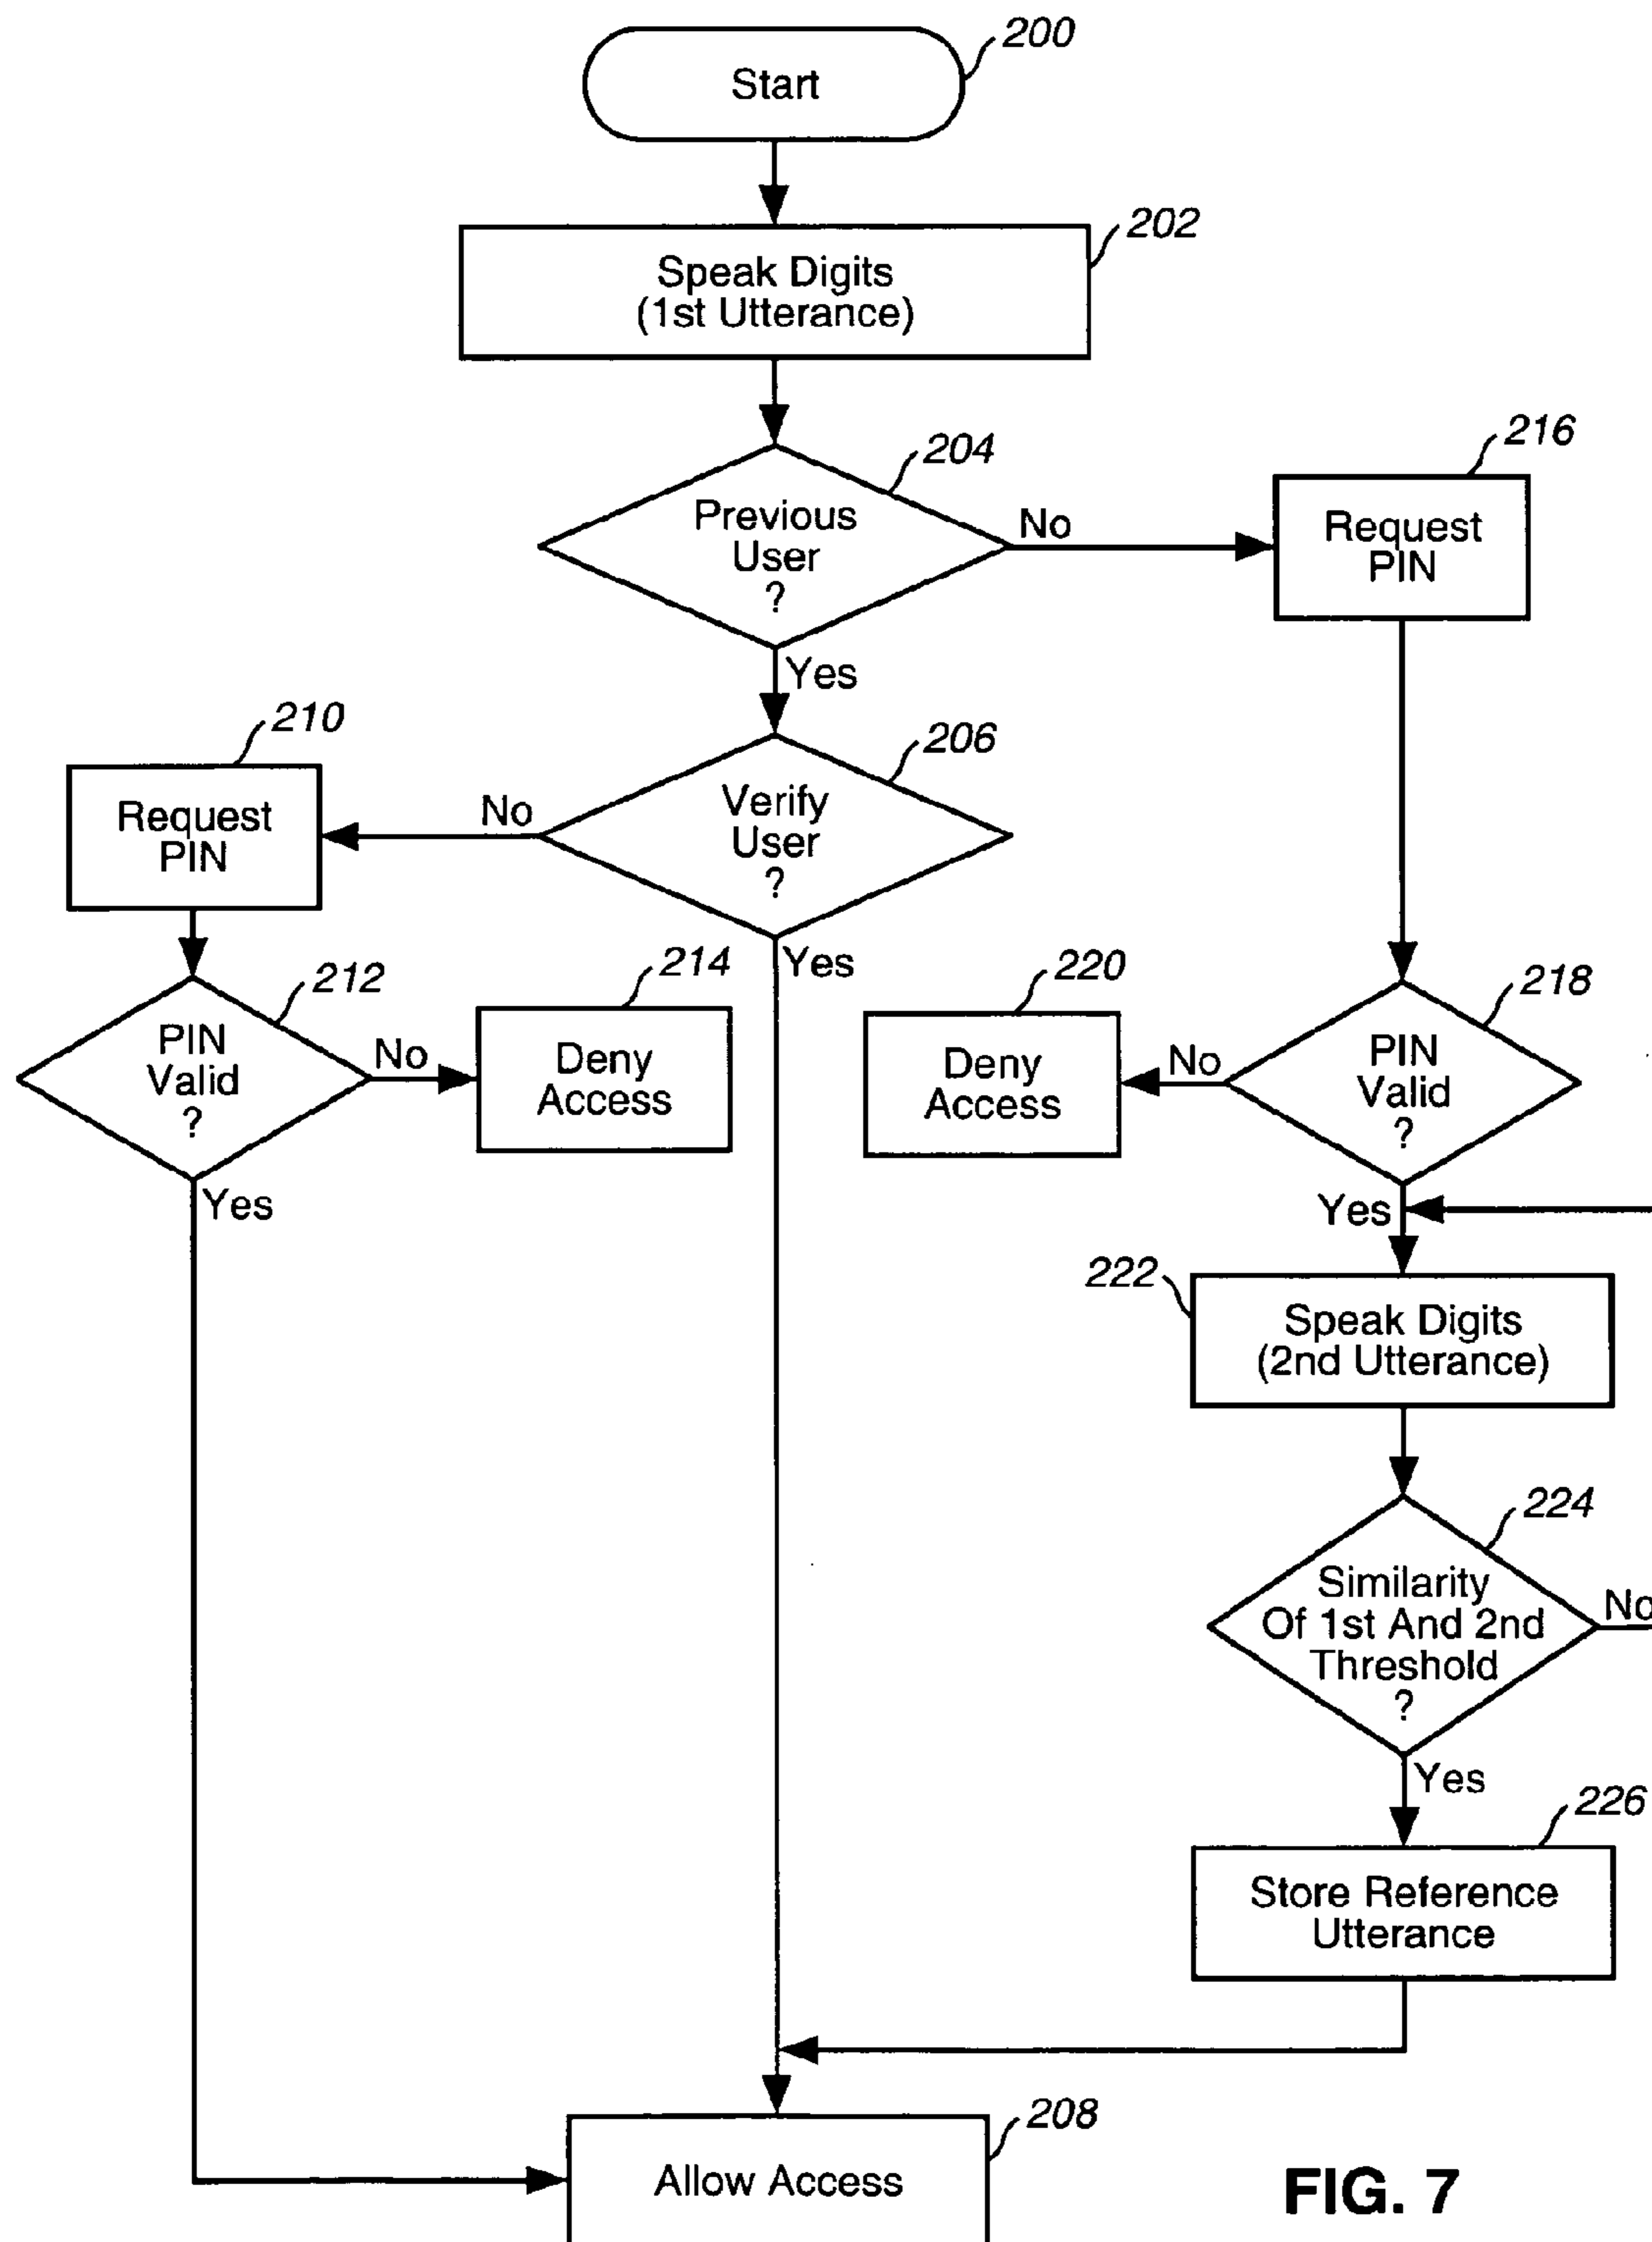 200
Start
202
Speak Digits
(1st Utterance)
204
Previous
User
?
No
216
Request
PIN
Yes
206
Verify
User
?
No
210
Request
PIN
Yes
212
PIN
Valid
?
No
214
Deny
Access
220
Deny
Access
No
218
PIN
Valid
?
Yes
Yes
222
Speak Digits
(2nd Utterance)
224
Similarity
Of 1st And 2nd
Threshold
?
No
Yes
226
Store Reference
Utterance
208
Allow Access
FIG. 7